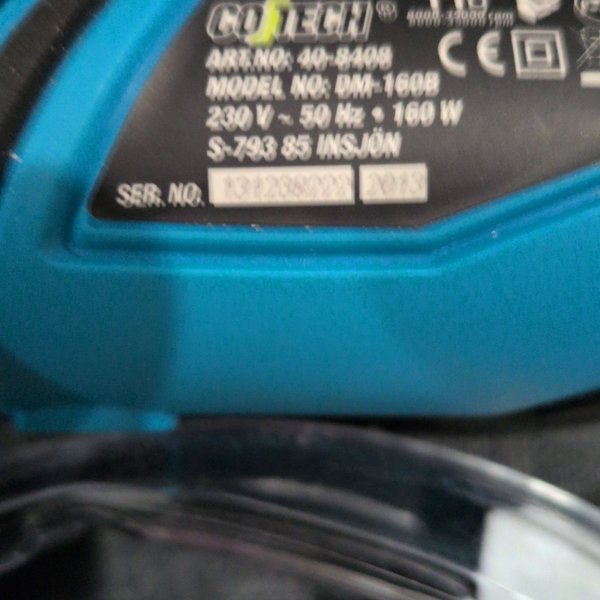 COTECH®
ART.NO: 40-8408
MODEL NO: DM-160B
230 V ~ 50 Hz • 160 W
S-793 85 INSJÖN
SER. NO. 2013
CE